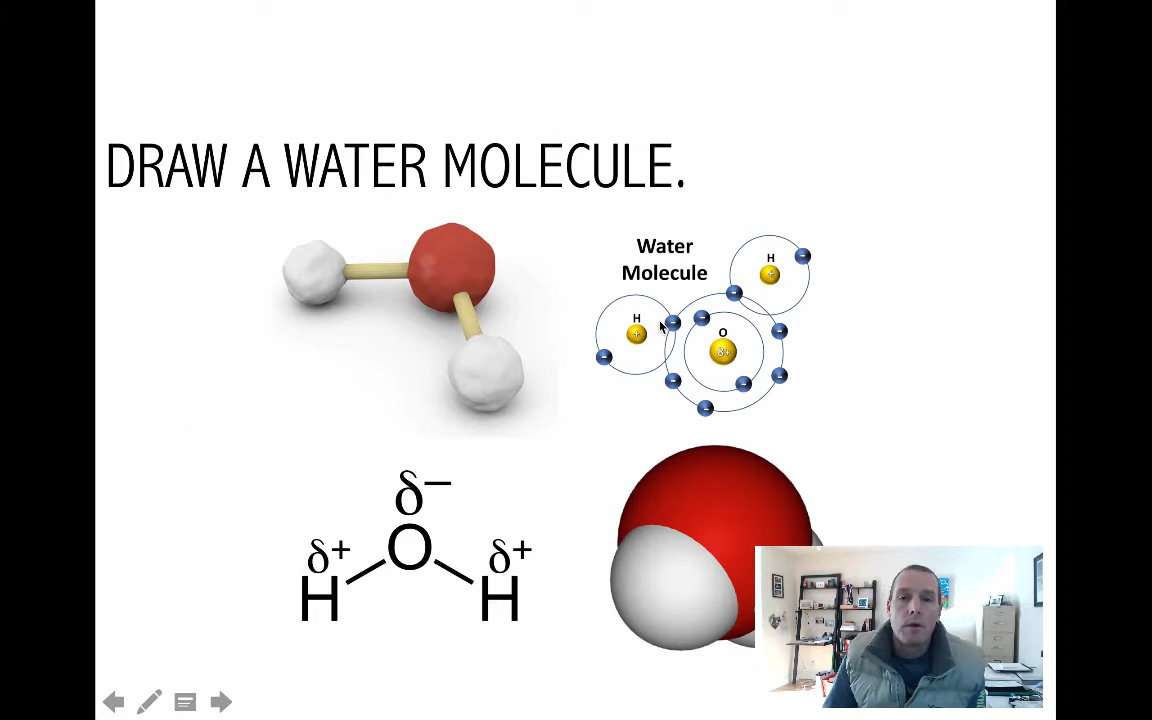 DRAW A WATER MOLECULE.
Water
Molecule
H
+
H
+
O
8+
-
-
-
-
-
-
-
-
-
-
δ−
δ+
O
δ+
H
H